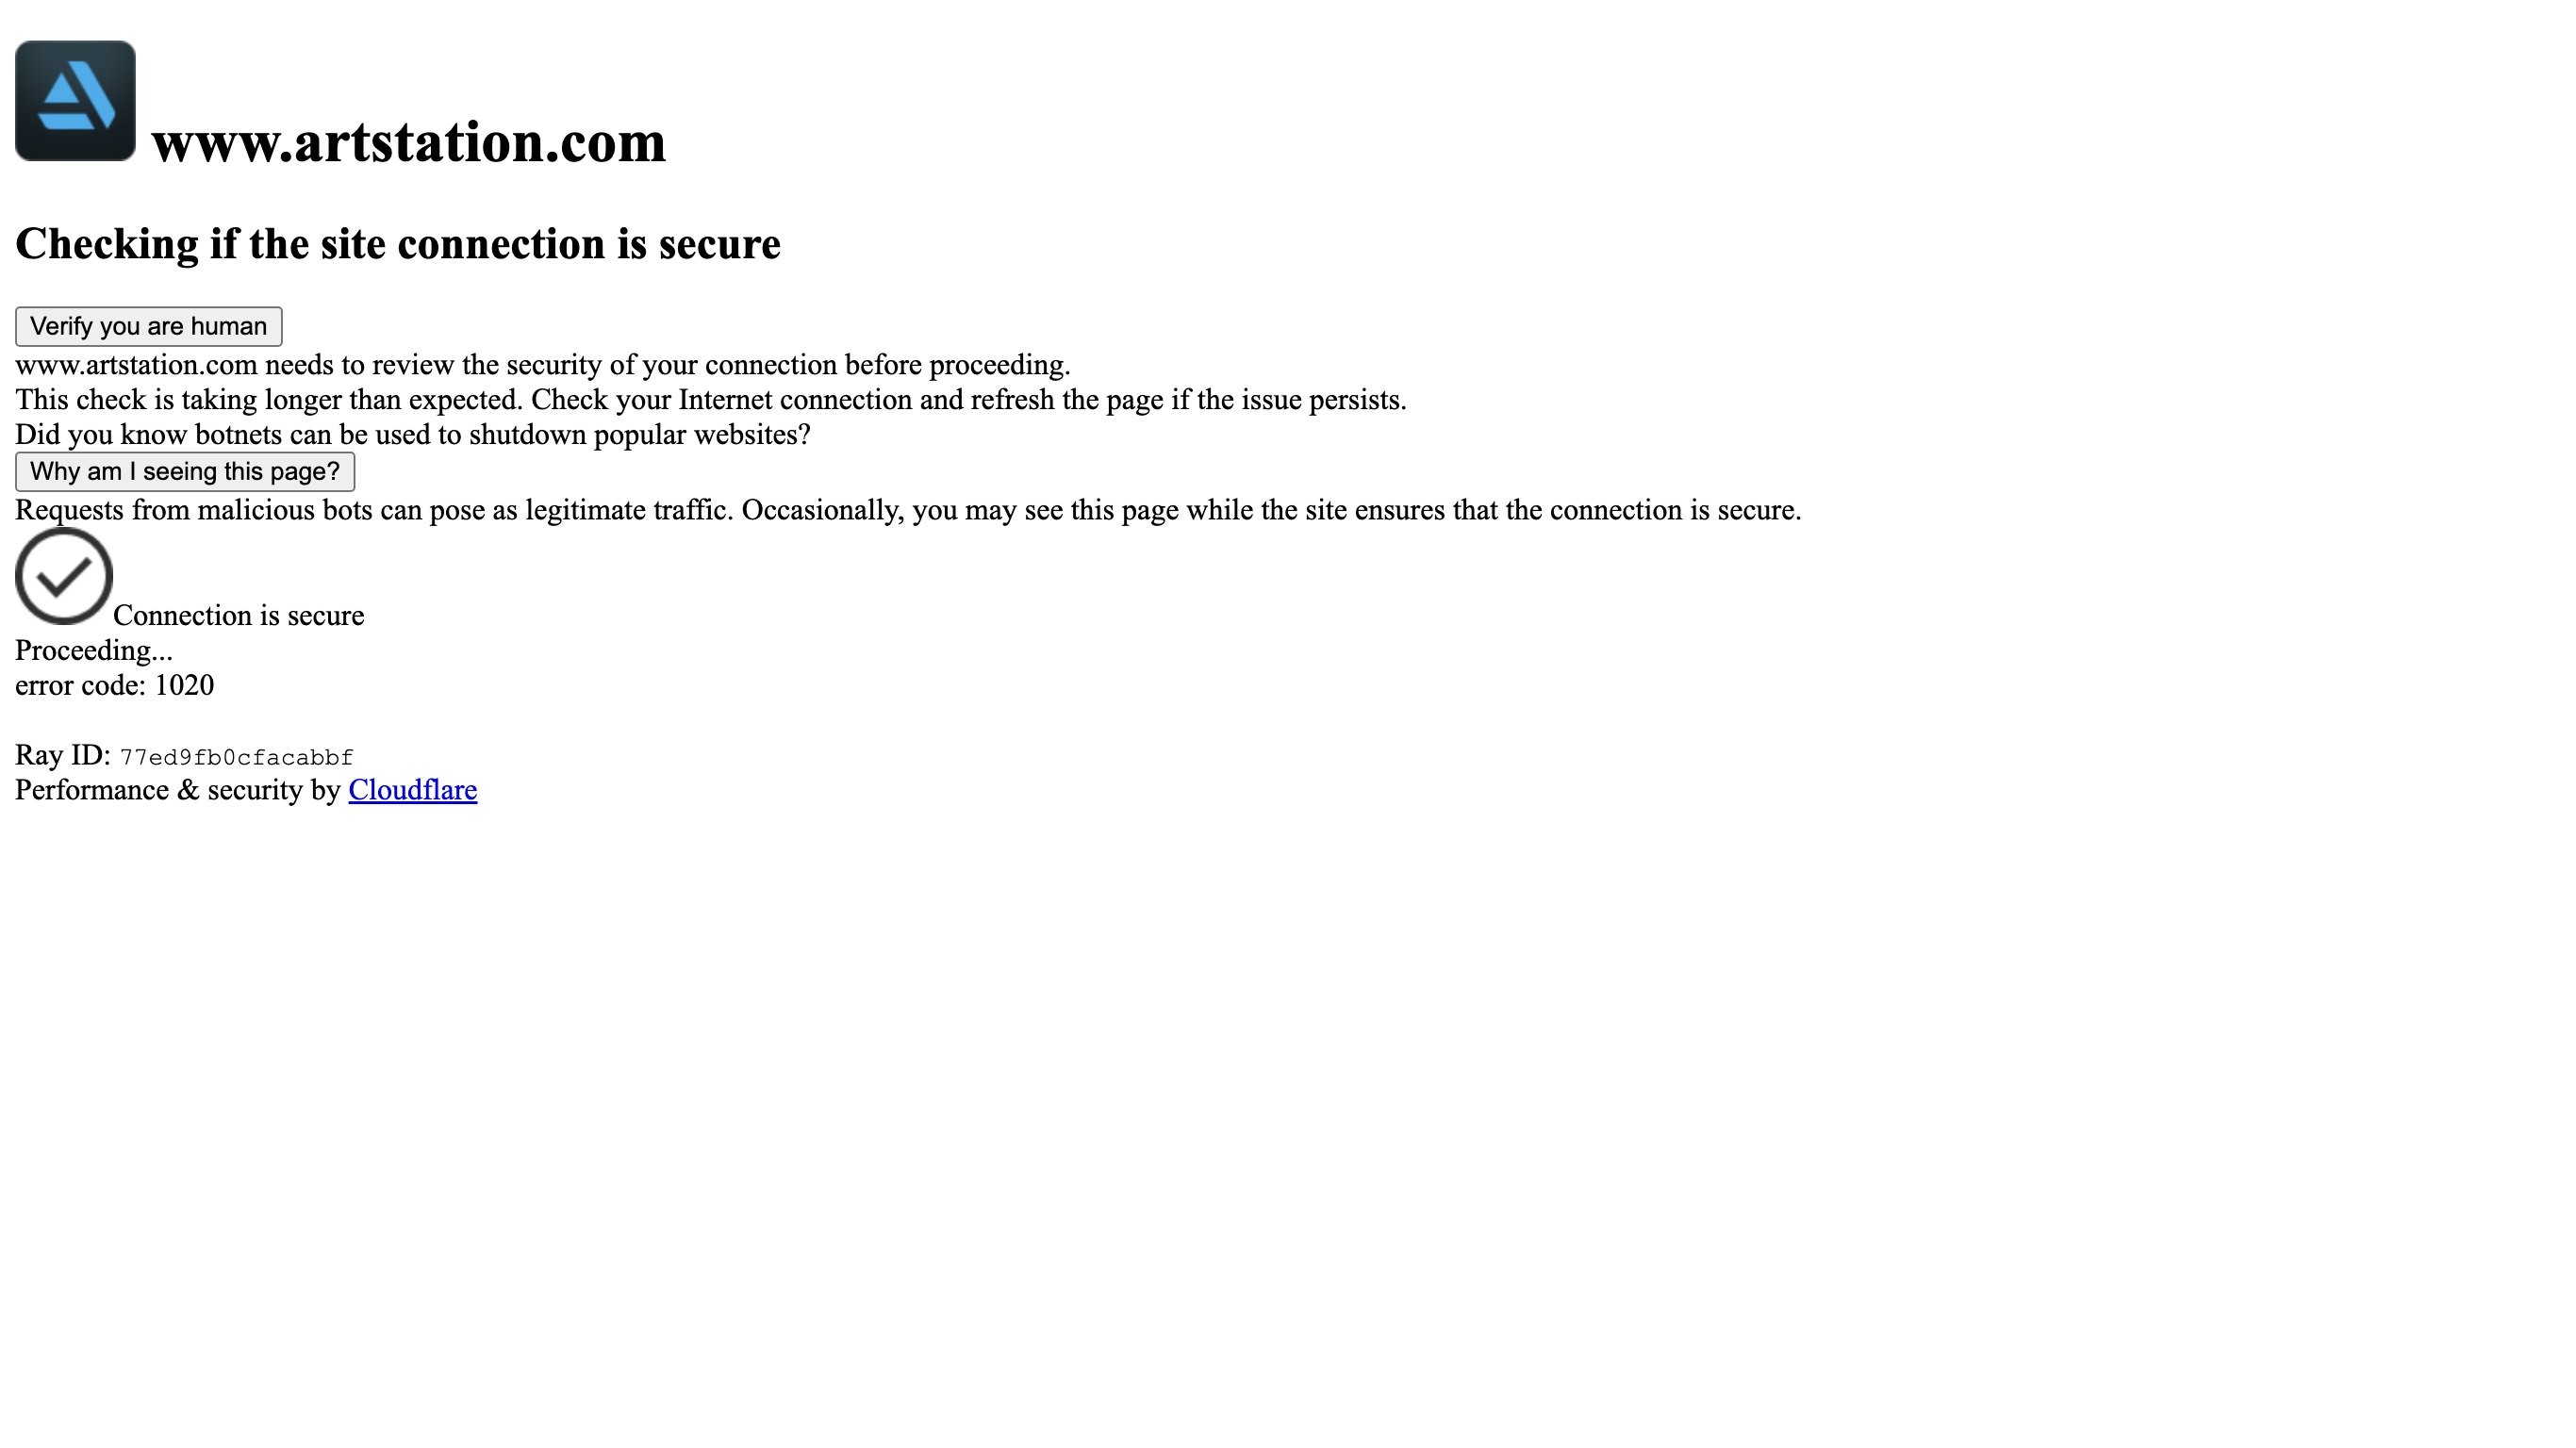 www.artstation.com
Checking if the site connection is secure
Verify you are human
www.artstation.com needs to review the security of your connection before proceeding.
This check is taking longer than expected. Check your Internet connection and refresh the page if the issue persists.
Did you know botnets can be used to shutdown popular websites?
Why am I seeing this page?
Requests from malicious bots can pose as legitimate traffic. Occasionally, you may see this page while the site ensures that the connection is secure.
Connection is secure
Proceeding...
error code: 1020
Ray ID: 77ed9fb0cfacabbf
Performance & security by Cloudflare